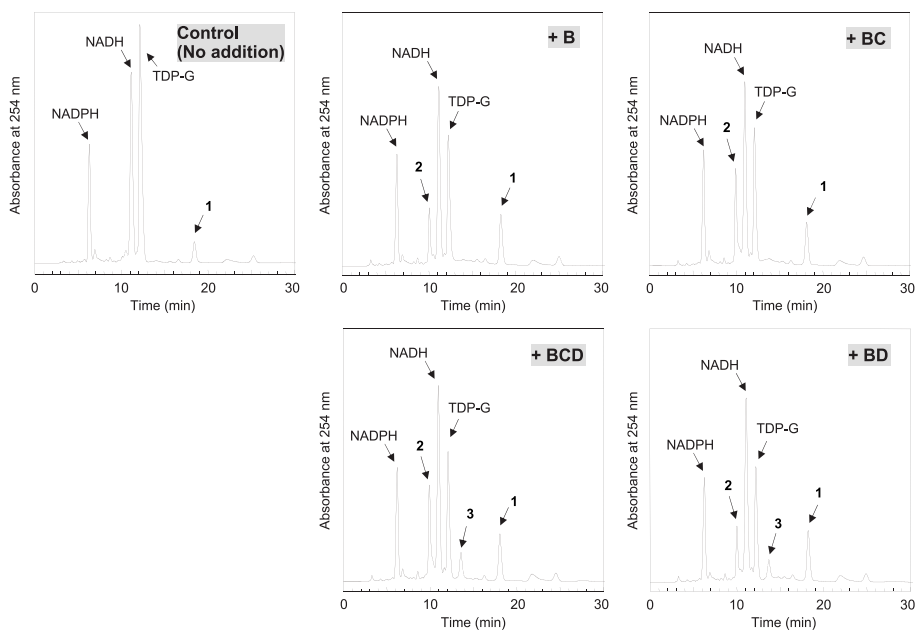 Control
(No addition)
NADH
TDP-G
NADPH
1
Absorbance at 254 nm
0 10 20 30
Time (min)
+ B
NADH
TDP-G
NADPH
2
1
Absorbance at 254 nm
0 10 20 30
Time (min)
+ BC
NADH
TDP-G
NADPH
2
1
Absorbance at 254 nm
0 10 20 30
Time (min)
+ BCD
NADH
TDP-G
NADPH
2
3
1
Absorbance at 254 nm
0 10 20 30
Time (min)
+ BD
NADH
TDP-G
NADPH
2
3
1
Absorbance at 254 nm
0 10 20 30
Time (min)